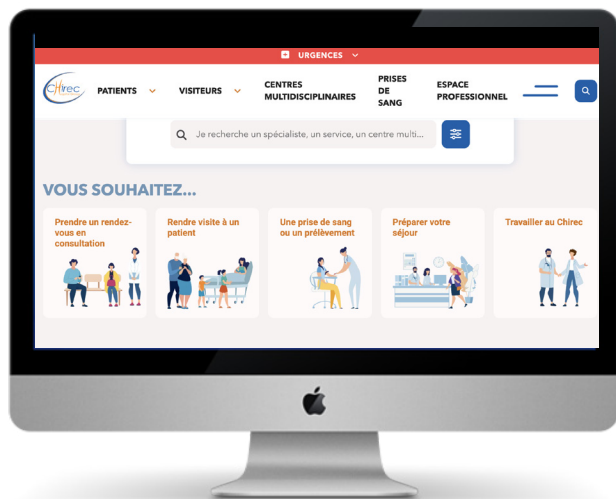 URGENCES
CHirec
PATIENTS
VISITEURS
CENTRES
MULTIDISCIPLINAIRES
PRISES
DE
SANG
ESPACE
PROFESSIONNEL
Je recherche un spécialiste, un service, un centre multi...
VOUS SOUHAITEZ...
Prendre un rendez-
vous en
consultation
Rendre visite à un
patient
Une prise de sang
ou un prélèvement
Préparer votre
séjour
Travailler au Chirec